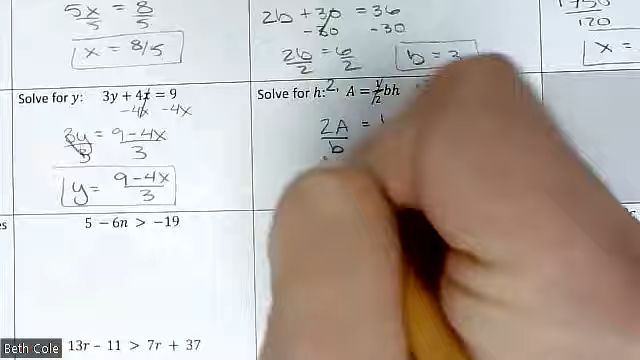 5x = 8
5 5
x = 8/5
2b + 30 = 36
-30 -30
2b = 6
2 2
b = 3
120
x =
Solve for y: 3y + 4x = 9
-4x -4x
3y = 9-4x
3 3
y = 9-4x
3
Solve for h: 2· A = 1/2 bh
2A =
b
5 − 6n > −19
Beth Cole
13r − 11 > 7r + 37